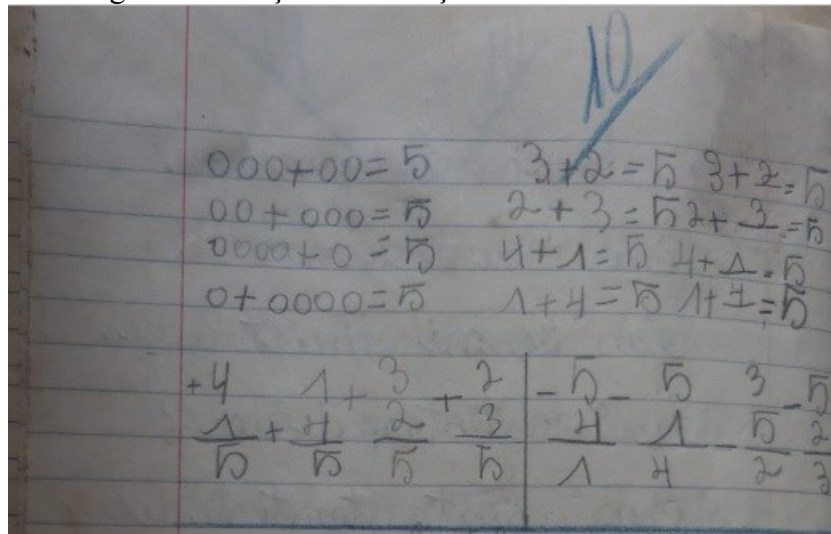 10
000+00=5 3+2=5 3+2=5
00+000=5 2+3=5 2+3=5
0000+0=5 4+1=5 4+1=5
0+0000=5 1+4=5 1+4=5
+4 1+ 3 + 2 - 5 - 5 3 - 5
1 + 4 2 3 4 1 - 5 2
5 5 5 5 1 4 2 3